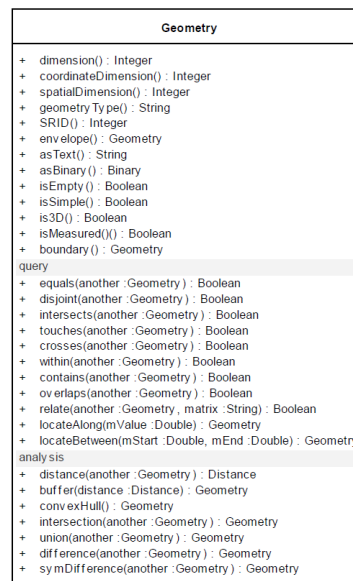 Geometry
+ dimension() : Integer
+ coordinateDimension() : Integer
+ spatialDimension() : Integer
+ geometryType() : String
+ SRID() : Integer
+ envelope() : Geometry
+ asText() : String
+ asBinary() : Binary
+ isEmpty() : Boolean
+ isSimple() : Boolean
+ is3D() : Boolean
+ isMeasured()() : Boolean
+ boundary() : Geometry
query
+ equals(another :Geometry) : Boolean
+ disjoint(another :Geometry) : Boolean
+ intersects(another :Geometry) : Boolean
+ touches(another :Geometry) : Boolean
+ crosses(another :Geometry) : Boolean
+ within(another :Geometry) : Boolean
+ contains(another :Geometry) : Boolean
+ overlaps(another :Geometry) : Boolean
+ relate(another :Geometry, matrix :String) : Boolean
+ locateAlong(mValue :Double) : Geometry
+ locateBetween(mStart :Double, mEnd :Double) : Geometry
analysis
+ distance(another :Geometry) : Distance
+ buffer(distance :Distance) : Geometry
+ convexHull() : Geometry
+ intersection(another :Geometry) : Geometry
+ union(another :Geometry) : Geometry
+ difference(another :Geometry) : Geometry
+ symDifference(another :Geometry) : Geometry